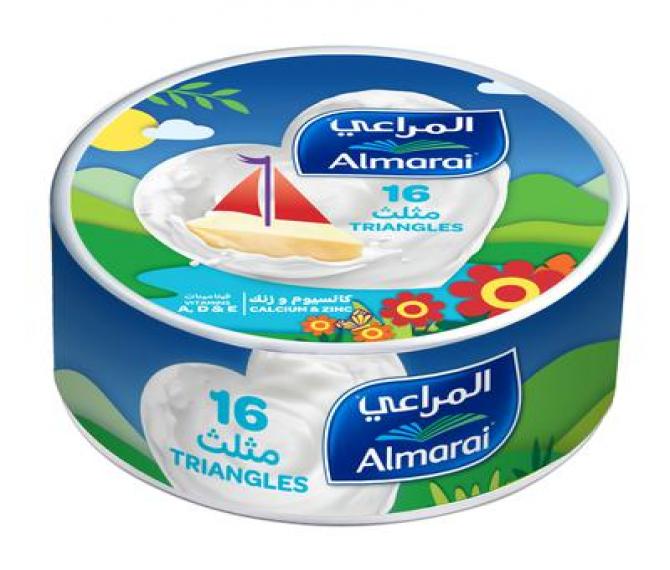 المراعي
Almarai
16
مثلث
TRIANGLES
فيتامينات
VITAMINS
A, D & E
كالسيوم و زنك
CALCIUM & ZINC
16
مثلث
TRIANGLES
المراعي
Almarai